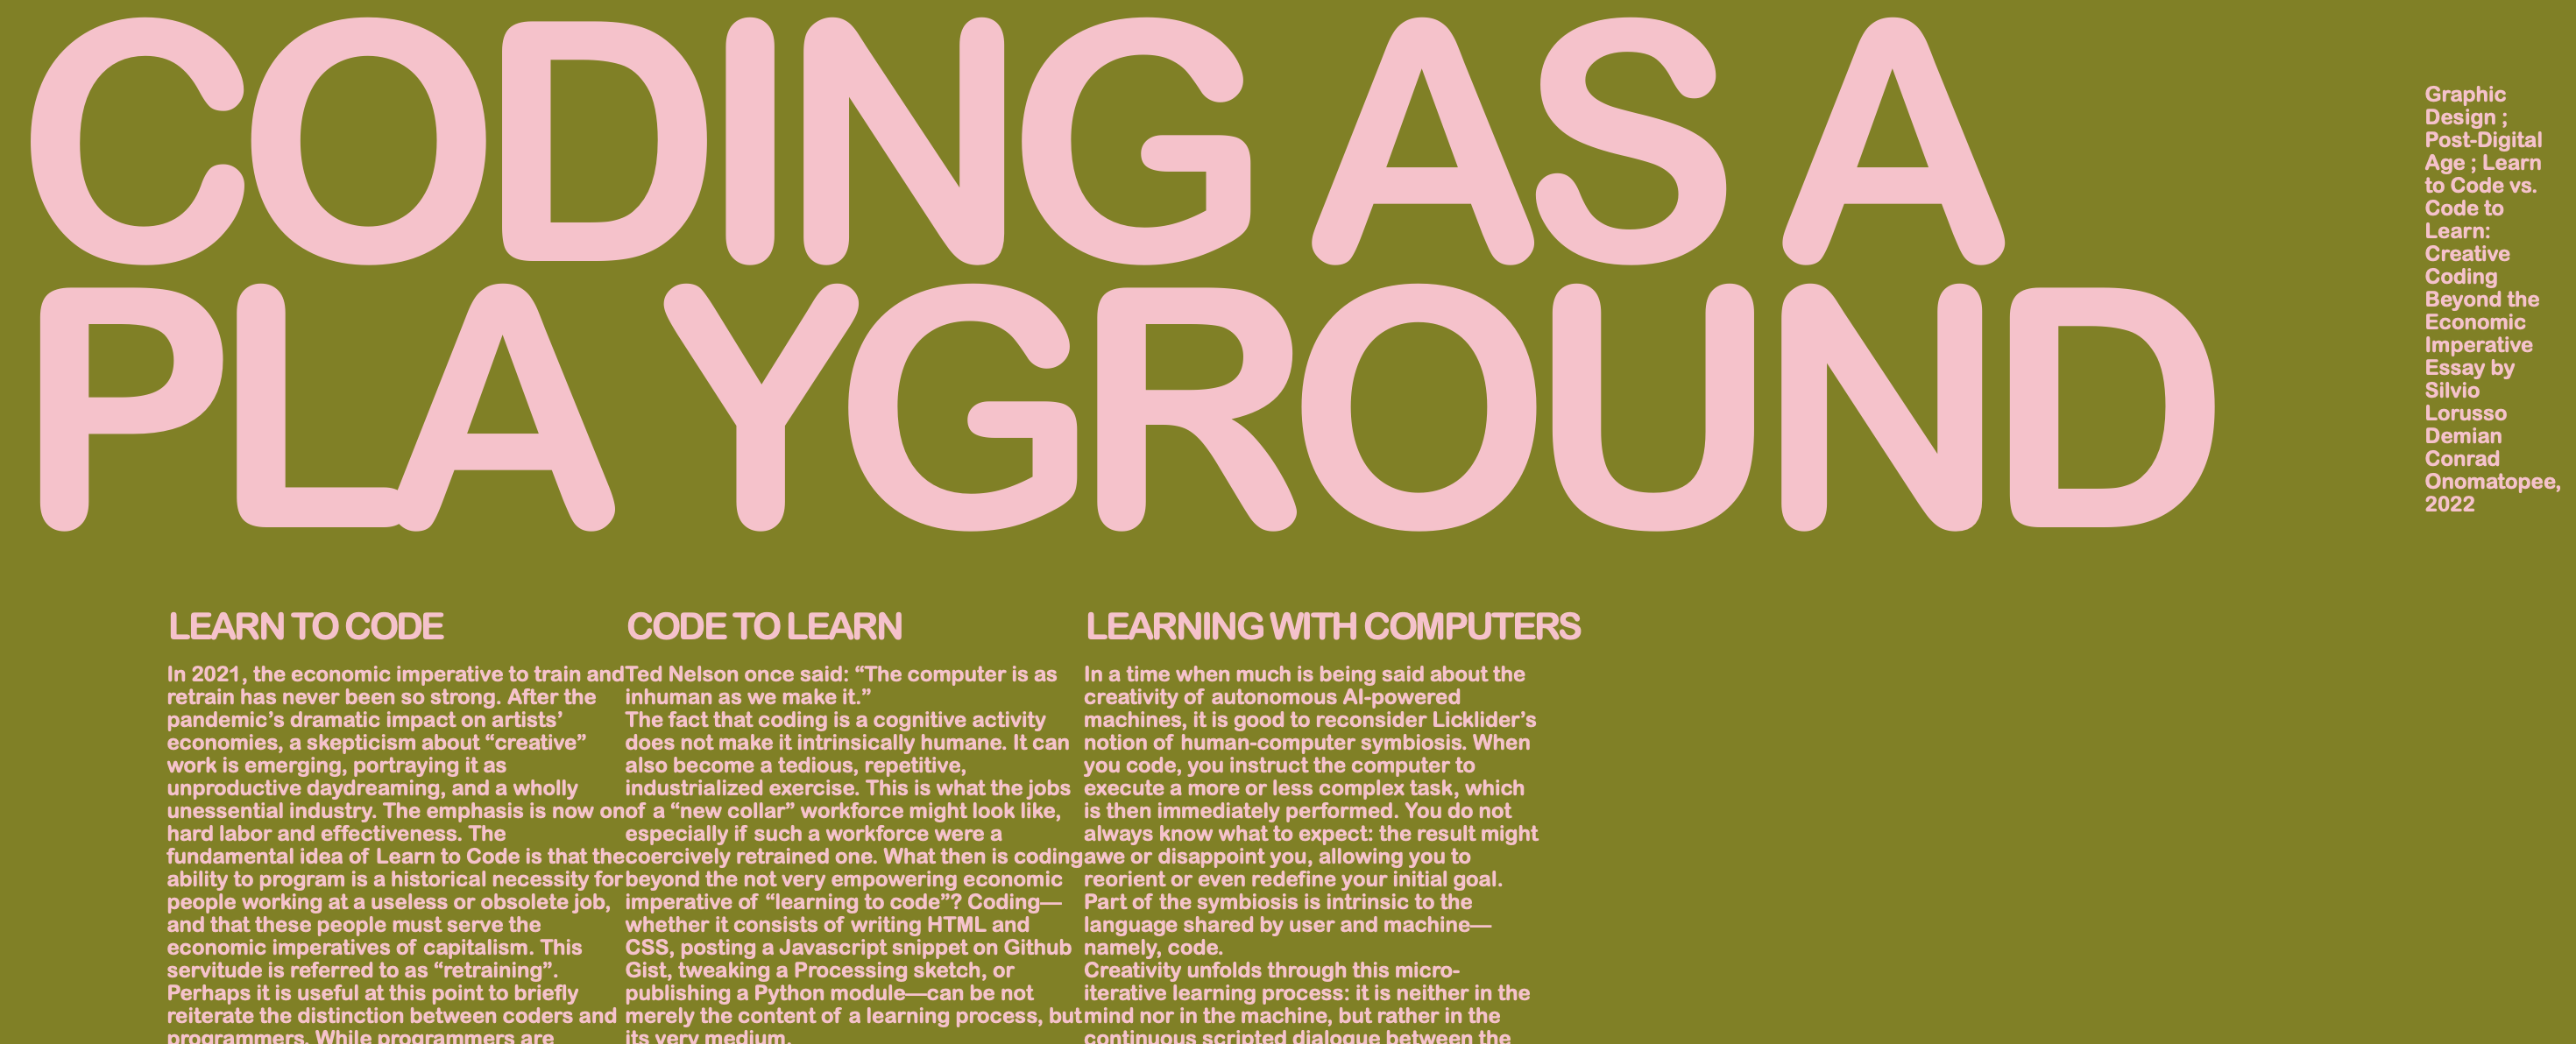 CODING AS A
PLAYGROUND
Graphic
Design ;
Post-Digital
Age ; Learn
to Code vs.
Code to
Learn:
Creative
Coding
Beyond the
Economic
Imperative
Essay by
Silvio
Lorusso
Demian
Conrad
Onomatopee,
2022
LEARN TO CODE
In 2021, the economic imperative to train and
retrain has never been so strong. After the
pandemic’s dramatic impact on artists’
economies, a skepticism about “creative”
work is emerging, portraying it as
unproductive daydreaming, and a wholly
unessential industry. The emphasis is now on
hard labor and effectiveness. The
fundamental idea of Learn to Code is that the
ability to program is a historical necessity for
people working at a useless or obsolete job,
and that these people must serve the
economic imperatives of capitalism. This
servitude is referred to as “retraining”.
Perhaps it is useful at this point to briefly
reiterate the distinction between coders and
programmers. While programmers are
CODE TO LEARN
Ted Nelson once said: “The computer is as
inhuman as we make it.”
The fact that coding is a cognitive activity
does not make it intrinsically humane. It can
also become a tedious, repetitive,
industrialized exercise. This is what the jobs
of a “new collar” workforce might look like,
especially if such a workforce were a
coercively retrained one. What then is coding
beyond the not very empowering economic
imperative of “learning to code”? Coding—
whether it consists of writing HTML and
CSS, posting a Javascript snippet on Github
Gist, tweaking a Processing sketch, or
publishing a Python module—can be not
merely the content of a learning process, but
its very medium.
LEARNING WITH COMPUTERS
In a time when much is being said about the
creativity of autonomous AI-powered
machines, it is good to reconsider Licklider’s
notion of human-computer symbiosis. When
you code, you instruct the computer to
execute a more or less complex task, which
is then immediately performed. You do not
always know what to expect: the result might
awe or disappoint you, allowing you to
reorient or even redefine your initial goal.
Part of the symbiosis is intrinsic to the
language shared by user and machine—
namely, code.
Creativity unfolds through this micro-
iterative learning process: it is neither in the
mind nor in the machine, but rather in the
continuous scripted dialogue between the